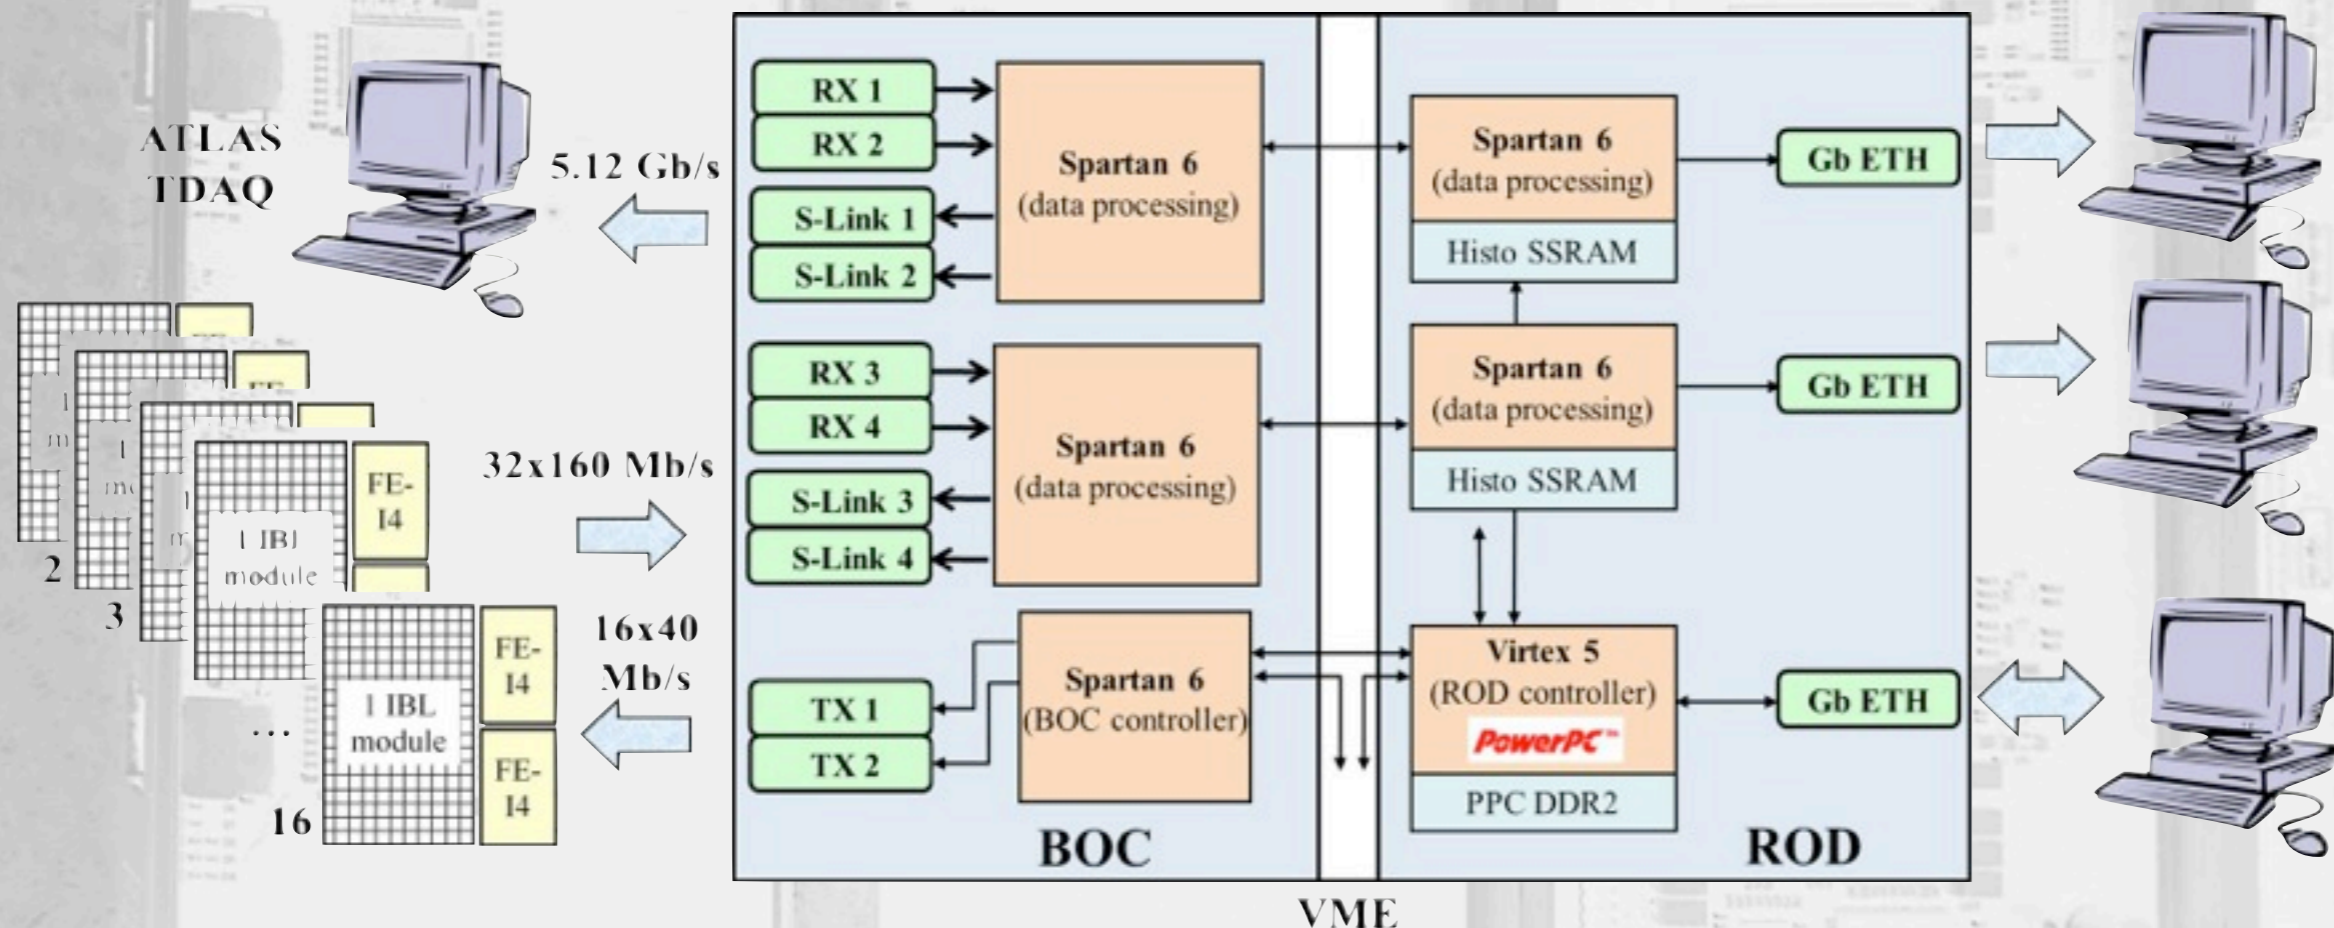 ATLAS
TDAQ
5.12 Gb/s
32x160 Mb/s
16x40
Mb/s
2
3
FE-
I4
1 IBL
module
...
16
1 IBL
module
FE-
I4
FE-
I4
RX 1
RX 2
S-Link 1
S-Link 2
Spartan 6
(data processing)
RX 3
RX 4
S-Link 3
S-Link 4
Spartan 6
(data processing)
TX 1
TX 2
Spartan 6
(BOC controller)
BOC
Spartan 6
(data processing)
Histo SSRAM
Gb ETH
Spartan 6
(data processing)
Histo SSRAM
Gb ETH
Virtex 5
(ROD controller)
PowerPC™
PPC DDR2
Gb ETH
ROD
VME